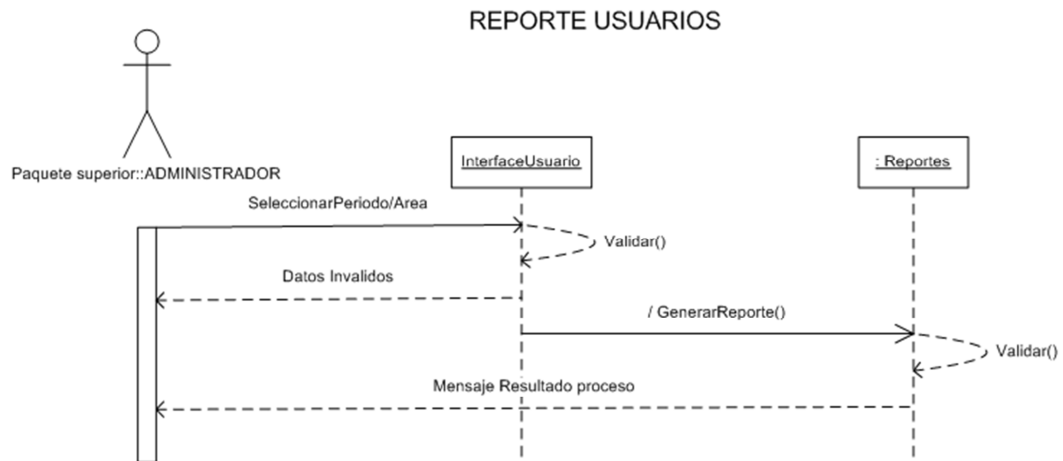 REPORTE USUARIOS
Paquete superior::ADMINISTRADOR
InterfaceUsuario
: Reportes
SeleccionarPeriodo/Area
Validar()
Datos Invalidos
/ GenerarReporte()
Validar()
Mensaje Resultado proceso